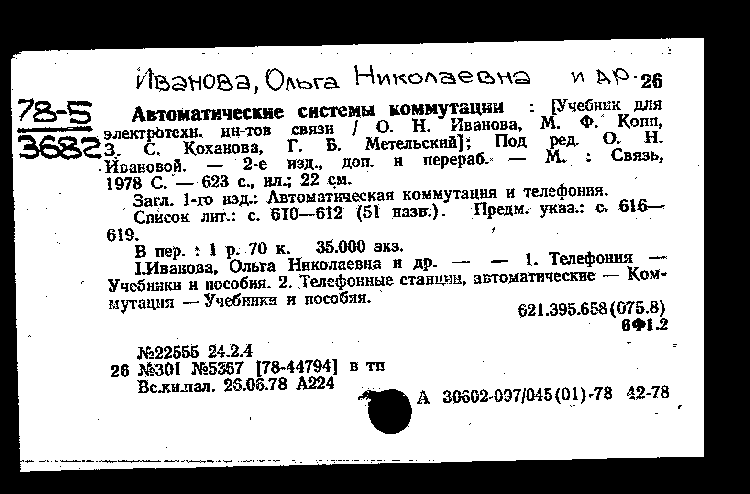 Иванова, Ольга Николаевна и др. 26
78-5
3682
Автоматические системы коммутации : [Учебник для
электротехн. ин-тов связи / О. Н. Иванова, М. Ф. Копп,
З. С. Коханова, Г. Б. Метельский]; Под ред. О. Н.
Ивановой. — 2-е изд., доп. и перераб. — М. : Связь,
1978 С. — 623 с., ил.; 22 см.
Загл. 1-го изд.: Автоматическая коммутация и телефония.
Список лит.: с. 610—612 (51 назв.). Предм. указ.: с. 616—
619.
В пер. : 1 р. 70 к. 35.000 экз.
I.Иванова, Ольга Николаевна и др. — — 1. Телефония —
Учебники и пособия. 2. Телефонные станции, автоматические — Ком-
мутация — Учебники и пособия.
621.395.658(075.8)
6Ф1.2
№22555 24.2.4
26 №301 №5367 [78-44794] в тп
Вс.кн.пал. 26.06.78 А224
А 30602-097/045(01)-78 42-78